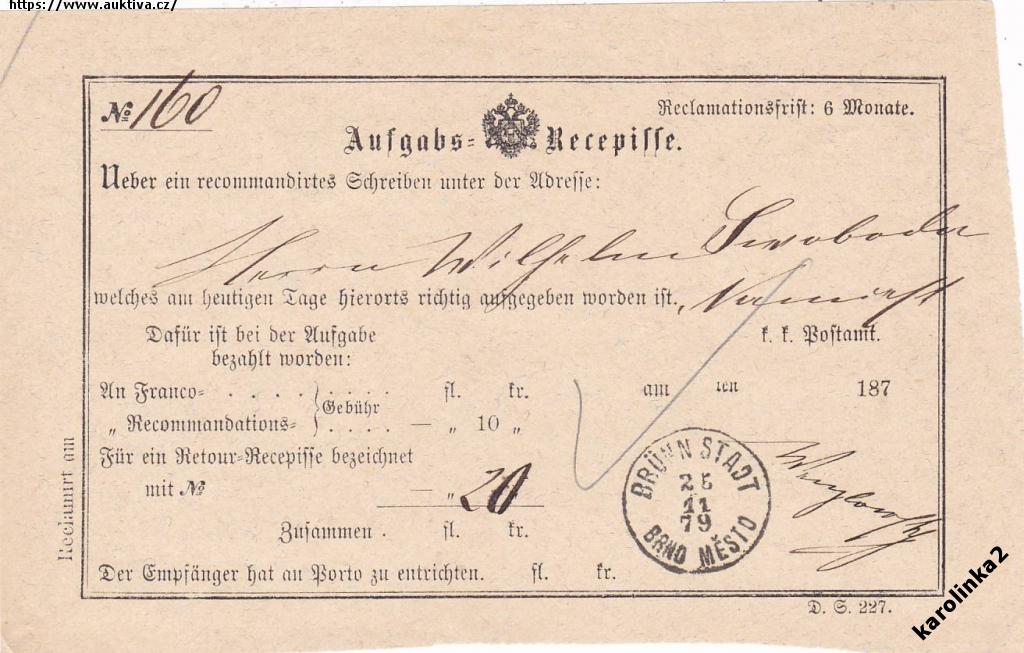 https://www.auktiva.cz/
№ 160
Reclamationsfrist: 6 Monate.
Aufgabs-Recepisse.
Ueber ein recommandirtes Schreiben unter der Adresse:
Herrn Wilhelm Swoboda
welches am heutigen Tage hierorts richtig aufgegeben worden ist.
Dafür ist bei der Aufgabe
bezahlt worden:
k. k. Postamt.
An Franco- . . . . . . . . fl. kr.
Gebühr
am ten 187
„ Recommandations- . . . . — „ 10 „
Für ein Retour-Recepisse bezeichnet
mit № — „ 20
Zusammen . fl. kr.
Der Empfänger hat an Porto zu entrichten. fl. kr.
BRÜNN STADT
25
11
79
BRNO MĚSTO
Reclamirt am
D. S. 227.
karolinka2